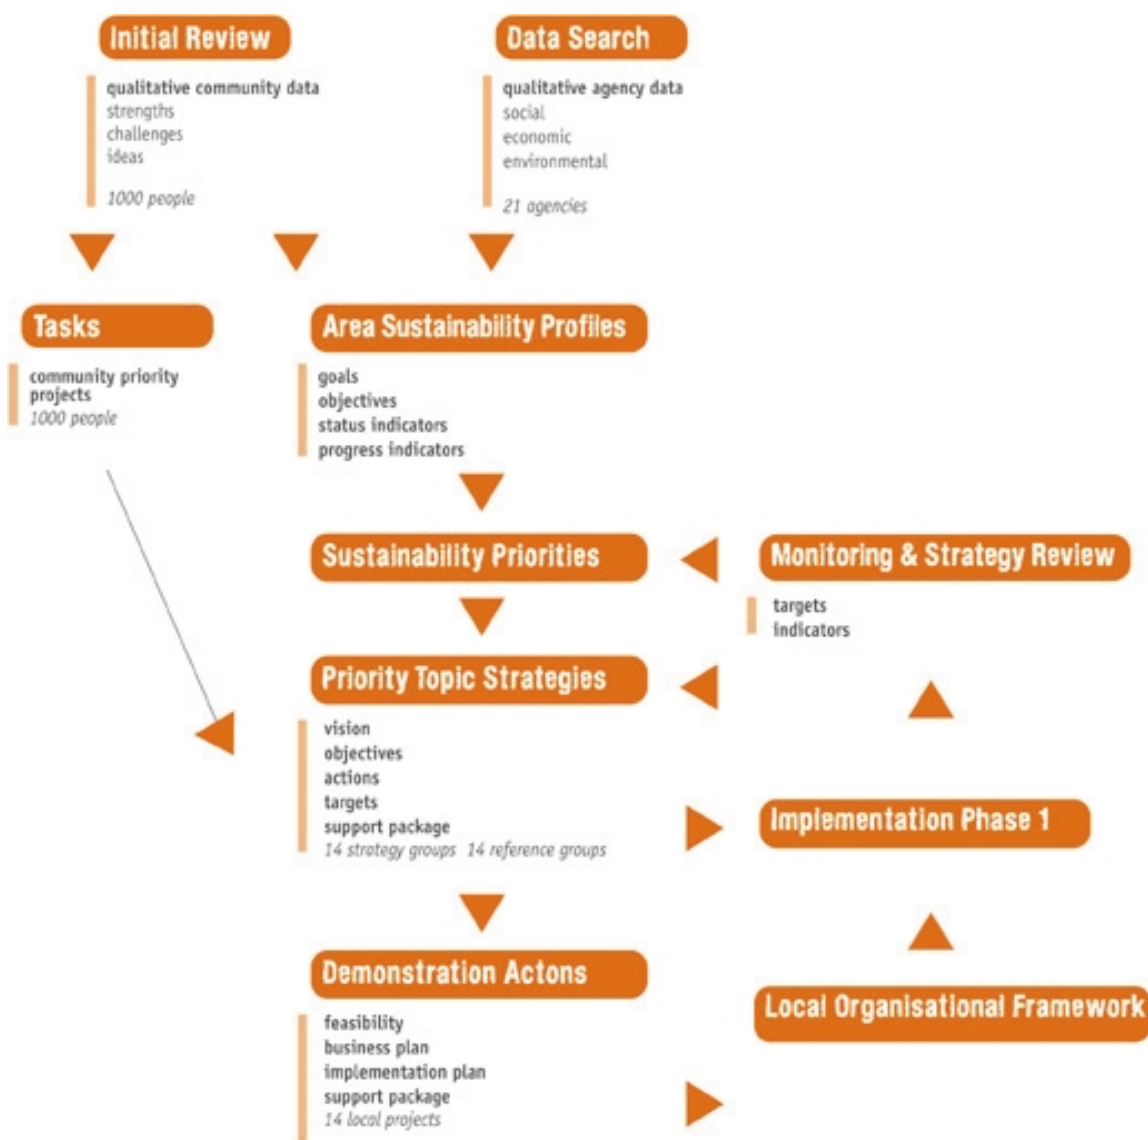 Initial Review
qualitative community data
strengths
challenges
ideas
1000 people
Data Search
qualitative agency data
social
economic
environmental
21 agencies
Tasks
community priority
projects
1000 people
Area Sustainability Profiles
goals
objectives
status indicators
progress indicators
Sustainability Priorities
Monitoring & Strategy Review
targets
indicators
Priority Topic Strategies
vision
objectives
actions
targets
support package
14 strategy groups 14 reference groups
Implementation Phase 1
Demonstration Actons
feasibility
business plan
implementation plan
support package
14 local projects
Local Organisational Framework